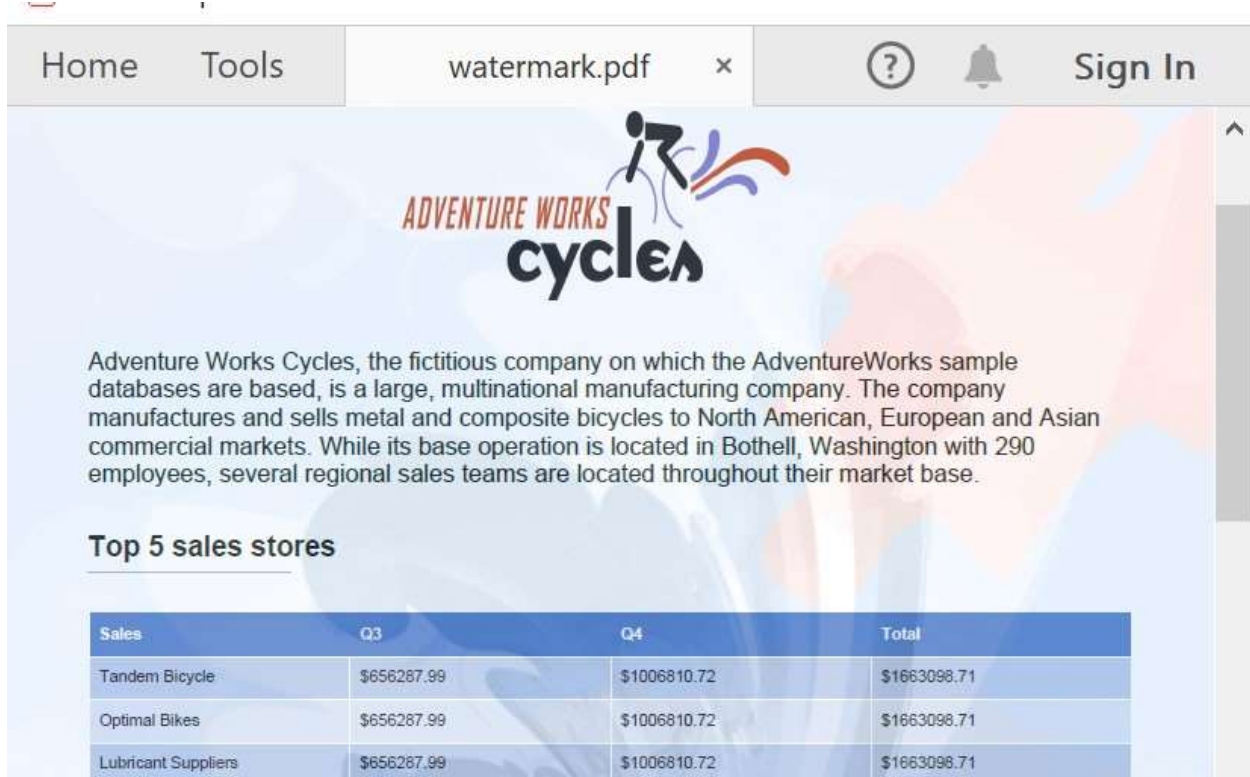 Home Tools watermark.pdf × ? Sign In
ADVENTURE WORKS
cycles
Adventure Works Cycles, the fictitious company on which the AdventureWorks sample
databases are based, is a large, multinational manufacturing company. The company
manufactures and sells metal and composite bicycles to North American, European and Asian
commercial markets. While its base operation is located in Bothell, Washington with 290
employees, several regional sales teams are located throughout their market base.
Top 5 sales stores
Sales Q3 Q4 Total
Tandem Bicycle $656287.99 $1006810.72 $1663098.71
Optimal Bikes $656287.99 $1006810.72 $1663098.71
Lubricant Suppliers $656287.99 $1006810.72 $1663098.71